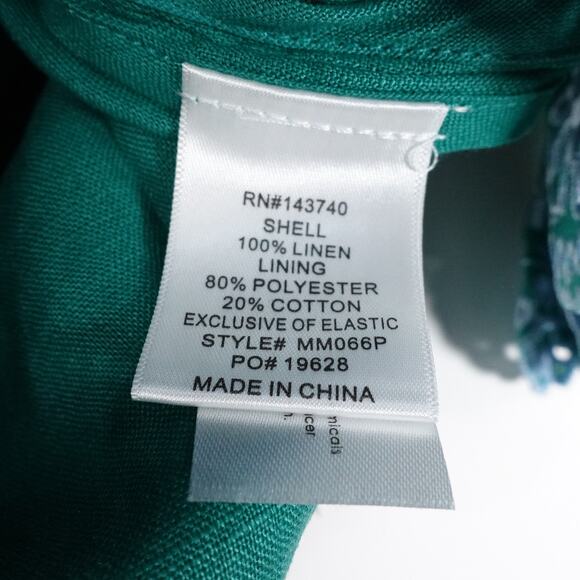 RN#143740
SHELL
100% LINEN
LINING
80% POLYESTER
20% COTTON
EXCLUSIVE OF ELASTIC
STYLE# MM066P
PO# 19628
MADE IN CHINA